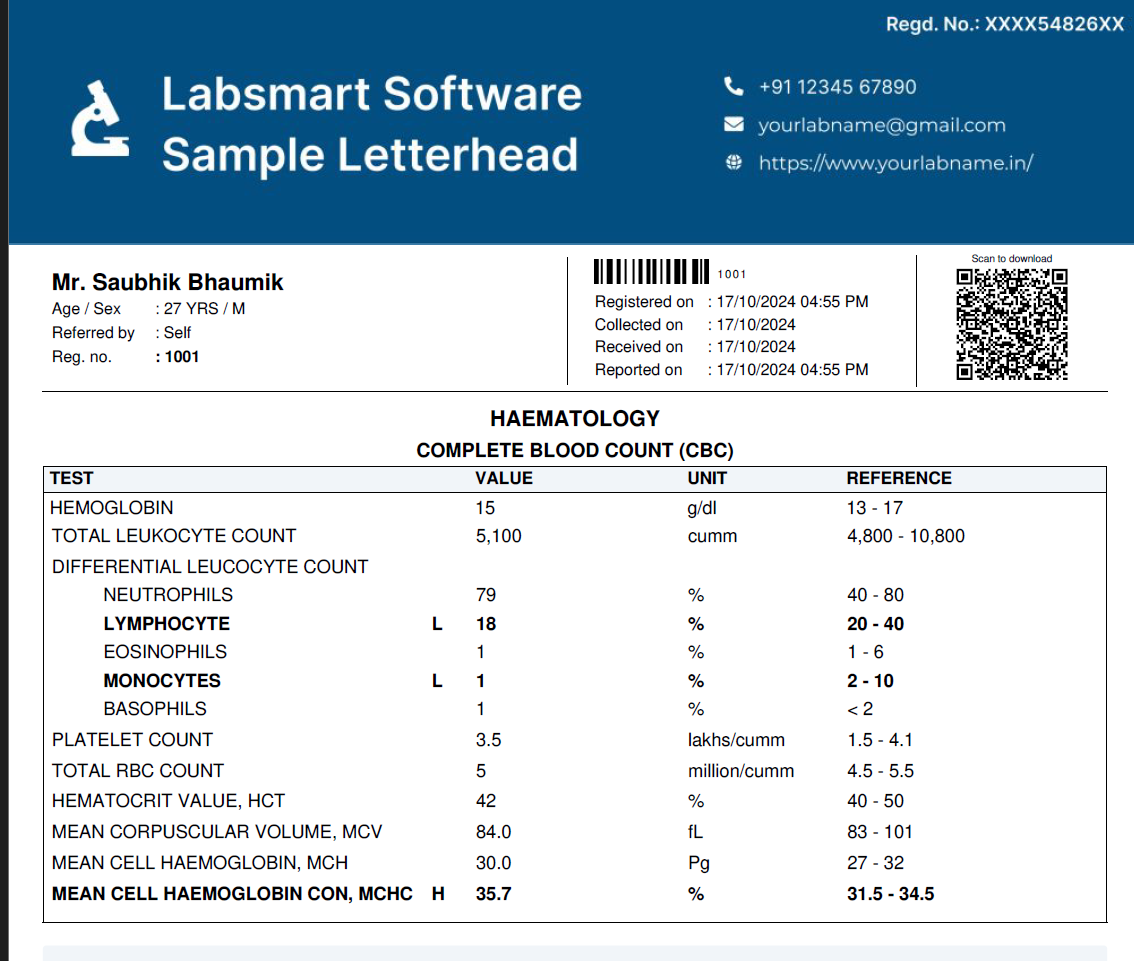 Regd. No.: XXXX54826XX
Labsmart Software
Sample Letterhead
+91 12345 67890
yourlabname@gmail.com
https://www.yourlabname.in/
Mr. Saubhik Bhaumik
Age / Sex : 27 YRS / M
Referred by : Self
Reg. no. : 1001
1001
Registered on : 17/10/2024 04:55 PM
Collected on : 17/10/2024
Received on : 17/10/2024
Reported on : 17/10/2024 04:55 PM
Scan to download
HAEMATOLOGY
COMPLETE BLOOD COUNT (CBC)
TEST VALUE UNIT REFERENCE
HEMOGLOBIN 15 g/dl 13 - 17
TOTAL LEUKOCYTE COUNT 5,100 cumm 4,800 - 10,800
DIFFERENTIAL LEUCOCYTE COUNT
NEUTROPHILS 79 % 40 - 80
LYMPHOCYTE L 18 % 20 - 40
EOSINOPHILS 1 % 1 - 6
MONOCYTES L 1 % 2 - 10
BASOPHILS 1 % < 2
PLATELET COUNT 3.5 lakhs/cumm 1.5 - 4.1
TOTAL RBC COUNT 5 million/cumm 4.5 - 5.5
HEMATOCRIT VALUE, HCT 42 % 40 - 50
MEAN CORPUSCULAR VOLUME, MCV 84.0 fL 83 - 101
MEAN CELL HAEMOGLOBIN, MCH 30.0 Pg 27 - 32
MEAN CELL HAEMOGLOBIN CON, MCHC H 35.7 % 31.5 - 34.5